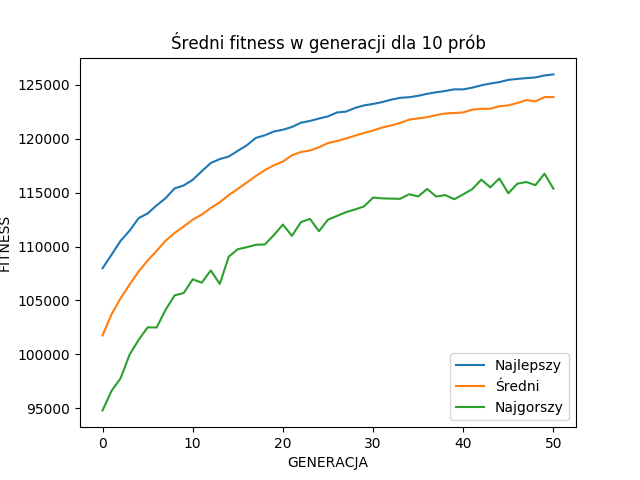 Średni fitness w generacji dla 10 prób
125000
120000
115000
110000
105000
100000
95000
FITNESS
Najlepszy
Średni
Najgorszy
0 10 20 30 40 50
GENERACJA